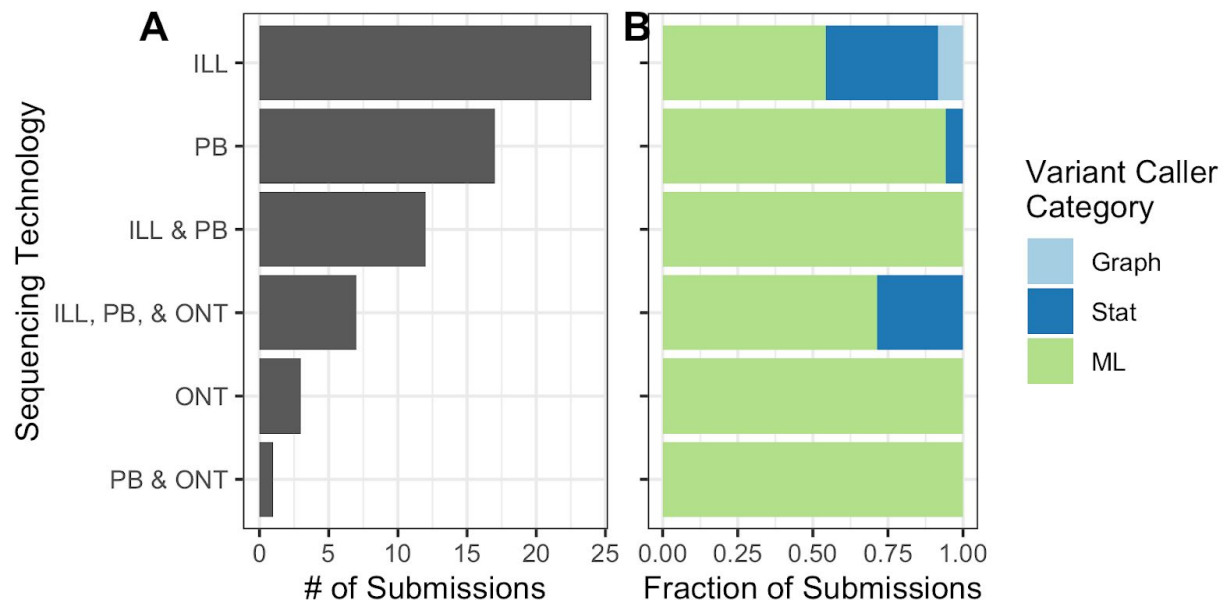 A
B
Sequencing Technology
ILL
PB
ILL & PB
ILL, PB, & ONT
ONT
PB & ONT
0 5 10 15 20 25
# of Submissions
0.00 0.25 0.50 0.75 1.00
Fraction of Submissions
Variant Caller
Category
Graph
Stat
ML